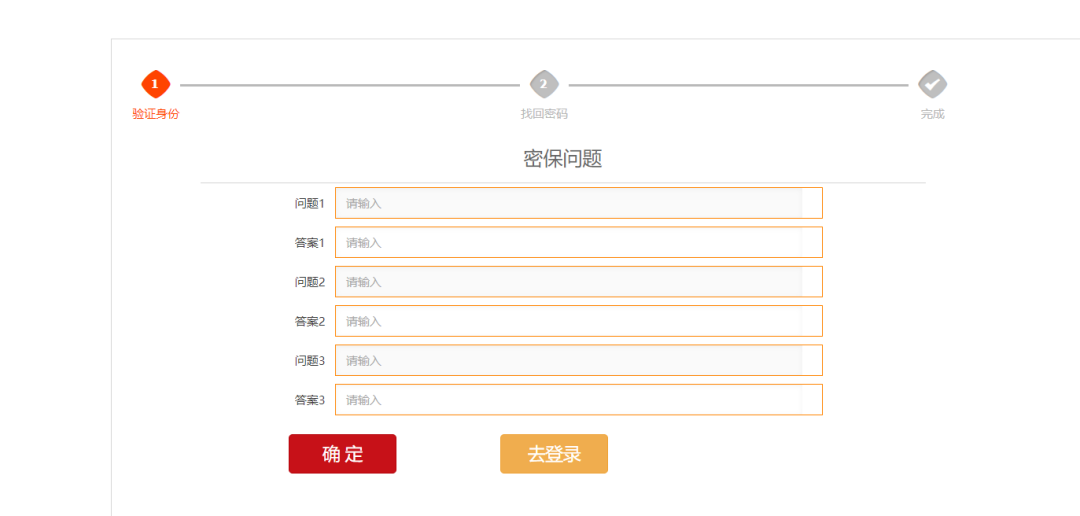 1 2
验证身份 找回密码 完成
密保问题
问题1 请输入
答案1 请输入
问题2 请输入
答案2 请输入
问题3 请输入
答案3 请输入
确 定 去登录